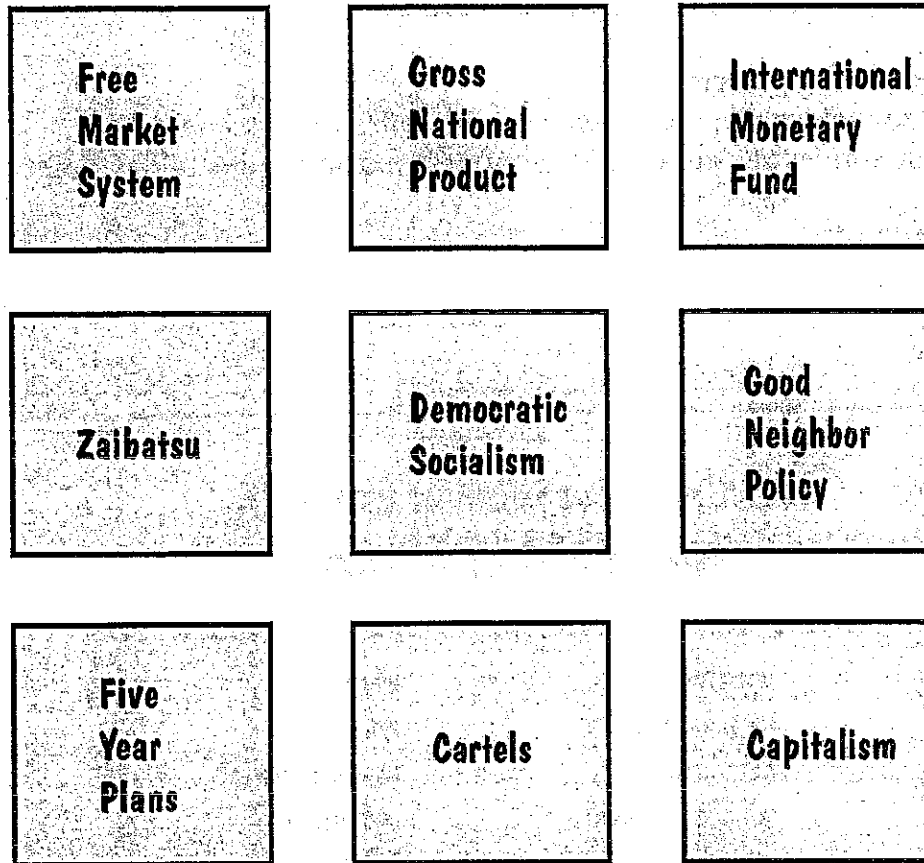 Free
Market
System
Gross
National
Product
International
Monetary
Fund
Zaibatsu
Democratic
Socialism
Good
Neighbor
Policy
Five
Year
Plans
Cartels
Capitalism